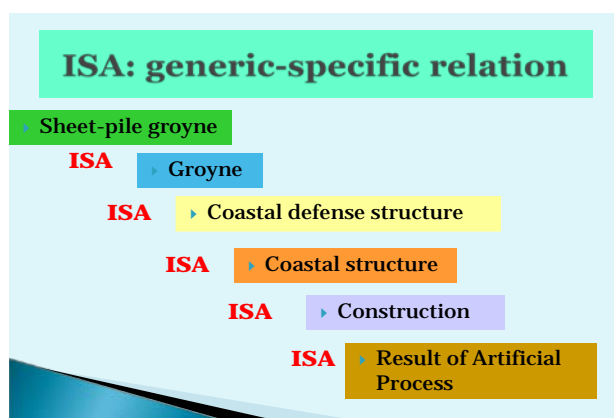 ISA: generic-specific relation
Sheet-pile groyne
ISA Groyne
ISA Coastal defense structure
ISA Coastal structure
ISA Construction
ISA Result of Artificial
Process